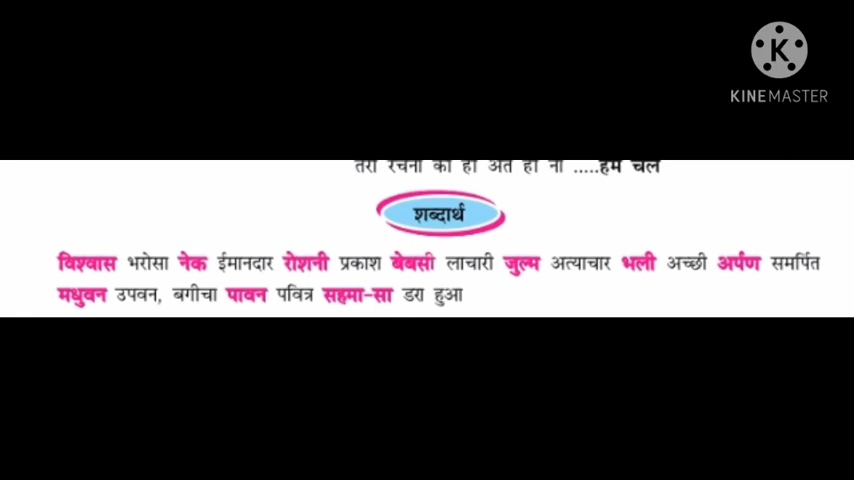 KINEMASTER
तेरी रचना का ही अंत हो ना .....हम चलें
शब्दार्थ
विश्वास भरोसा नेक ईमानदार रोशनी प्रकाश बेबसी लाचारी जुल्म अत्याचार भली अच्छी अर्पण समर्पित
मधुवन उपवन, बगीचा पावन पवित्र सहमा-सा डरा हुआ